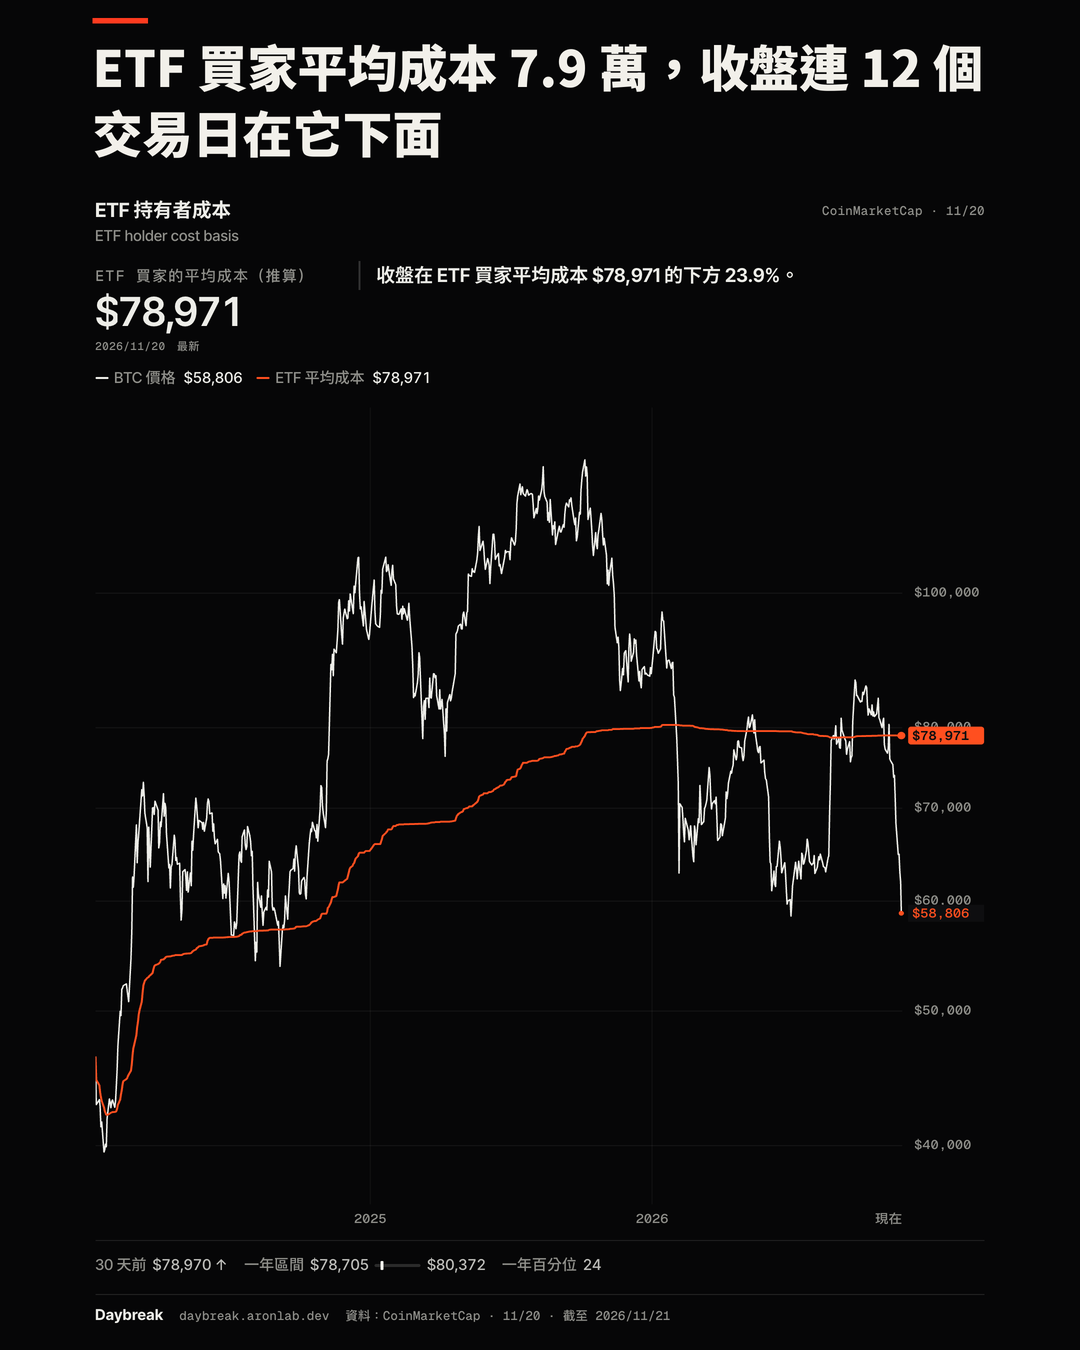 ETF 買家平均成本 7.9 萬，收盤連 12 個
交易日在它下面
ETF 持有者成本
CoinMarketCap · 11/20
ETF holder cost basis
ETF 買家的平均成本（推算）
收盤在 ETF 買家平均成本 $78,971 的下方 23.9%。
$78,971
2026/11/20 最新
BTC 價格 $58,806 ETF 平均成本 $78,971
$100,000
$80,000
$78,971
$70,000
$60,000
$58,806
$50,000
$40,000
2025 2026 現在
30 天前 $78,970 ↑ 一年區間 $78,705 $80,372 一年百分位 24
Daybreak daybreak.aronlab.dev 資料：CoinMarketCap · 11/20 · 截至 2026/11/21